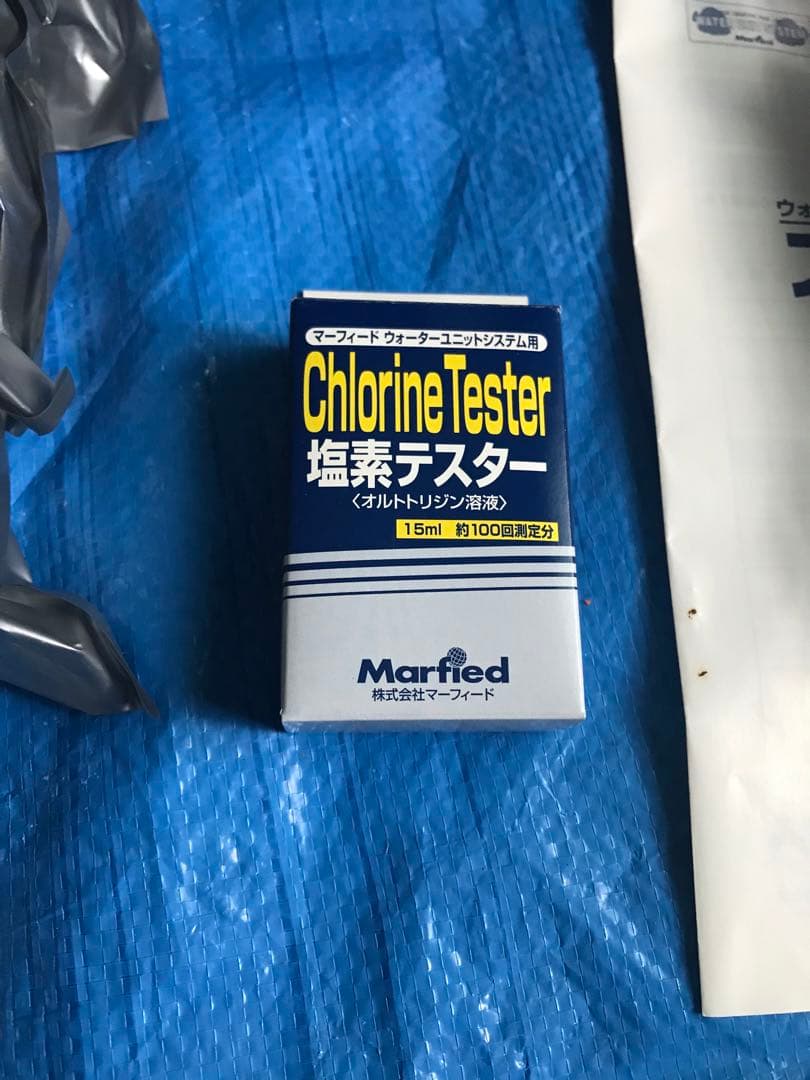 マーフィード ウォーターユニットシステム用
Chlorine Tester
塩素テスター
〈オルトトリジン溶液〉
15ml 約100回測定分
Marfied
株式会社マーフィード
Marfied
ウォ